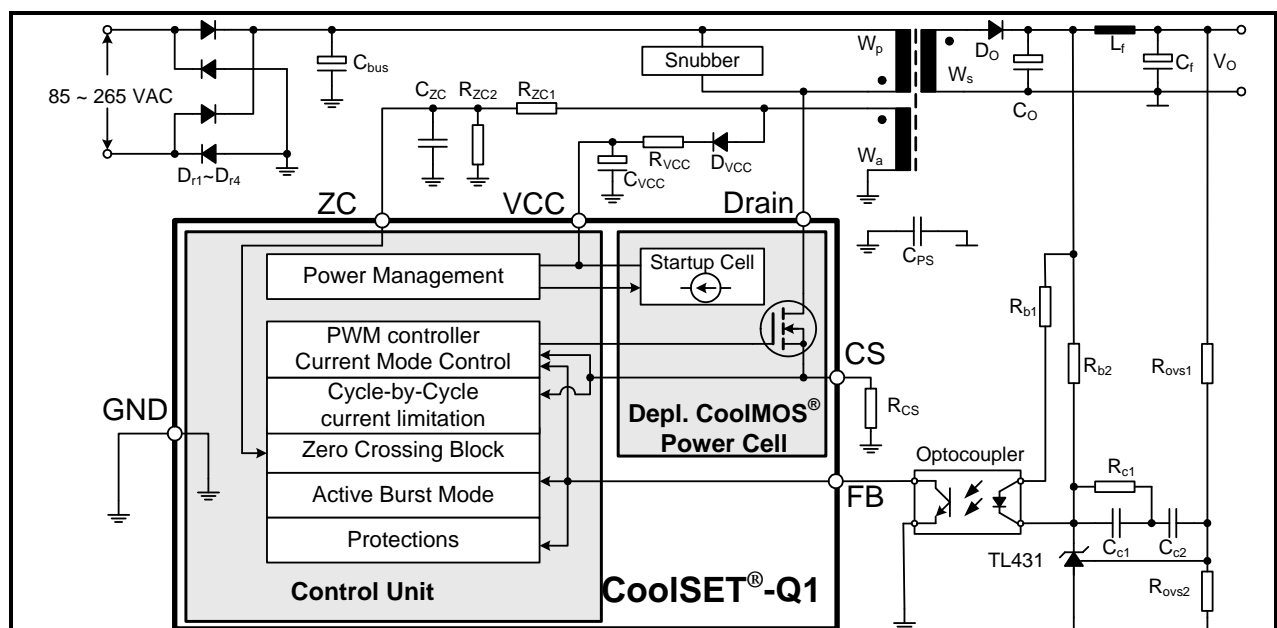 85 ~ 265 VAC
Dr1~Dr4
Cbus
Snubber
Wp
Ws
DO
Lf
Cf
VO
CO
CZC
RZC2
RZC1
RVCC
DVCC
CVCC
Wa
ZC
VCC
Drain
CPS
Power Management
Startup Cell
PWM controller
Current Mode Control
Cycle-by-Cycle
current limitation
Zero Crossing Block
Active Burst Mode
Protections
Control Unit
Depl. CoolMOS®
Power Cell
CoolSET®-Q1
GND
CS
RCS
FB
Optocoupler
Rb1
Rb2
Rovs1
Rc1
Cc1
Cc2
TL431
Rovs2